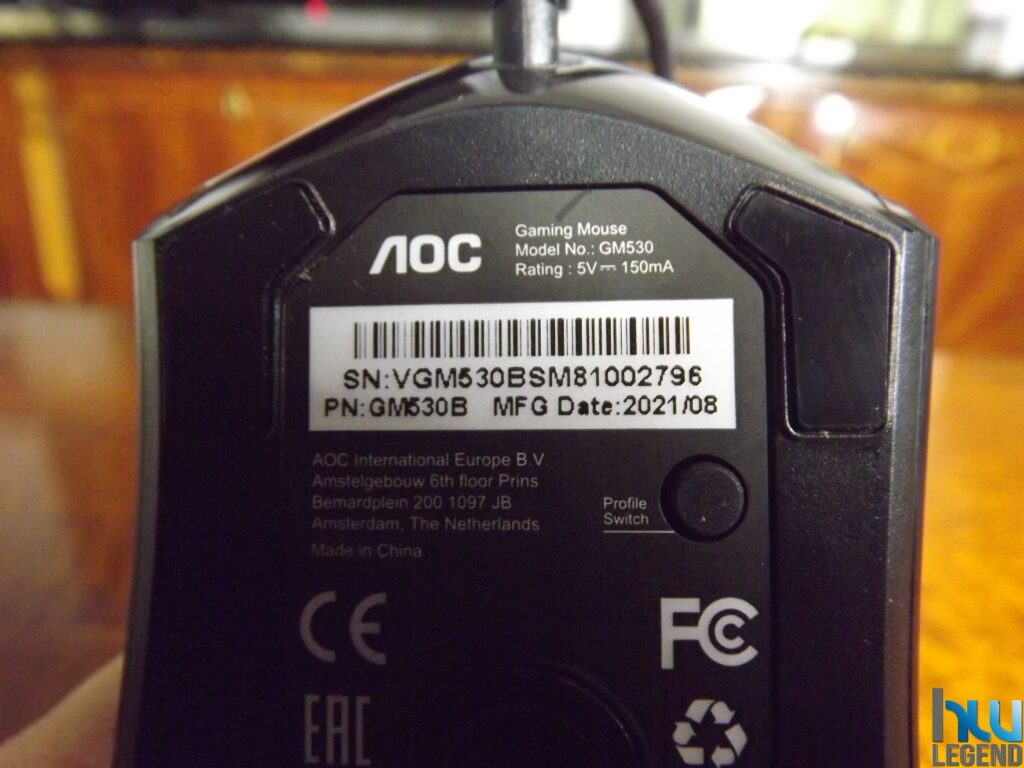 AOC
Gaming Mouse
Model No.: GM530
Rating : 5V⎓ 150mA
SN:VGM530BSM81002796
PN:GM530B MFG Date:2021/08
AOC International Europe B.V.
Amstelgebouw 6th floor Prins
Bernardplein 200 1097 JB
Amsterdam, The Netherlands
Made in China
Profile
Switch
CE
FC
EAC
hw
LEGEND